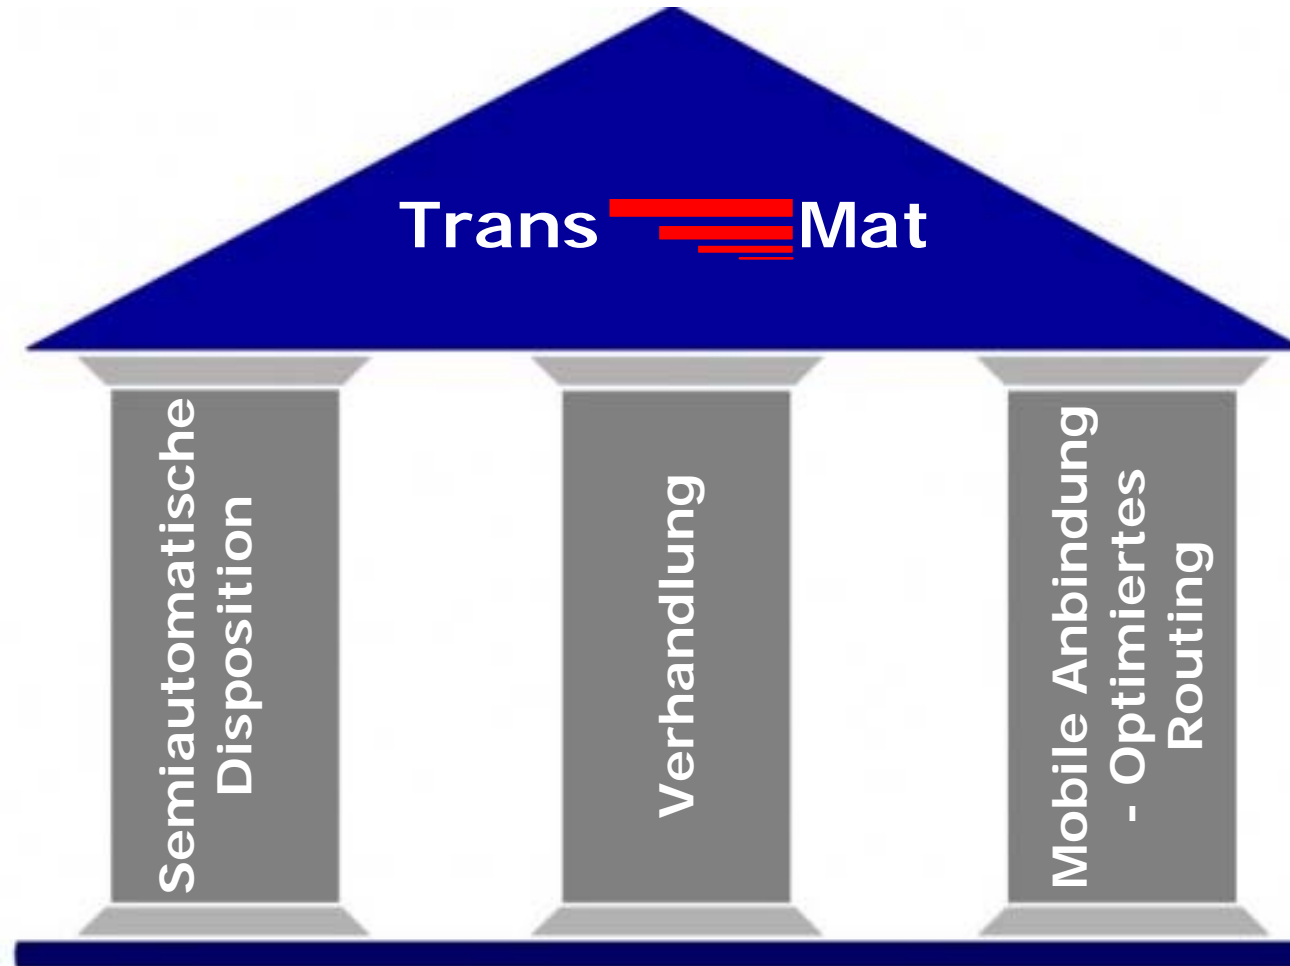 Trans Mat
Semiautomatische
Disposition
Verhandlung
Mobile Anbindung
- Optimiertes
Routing